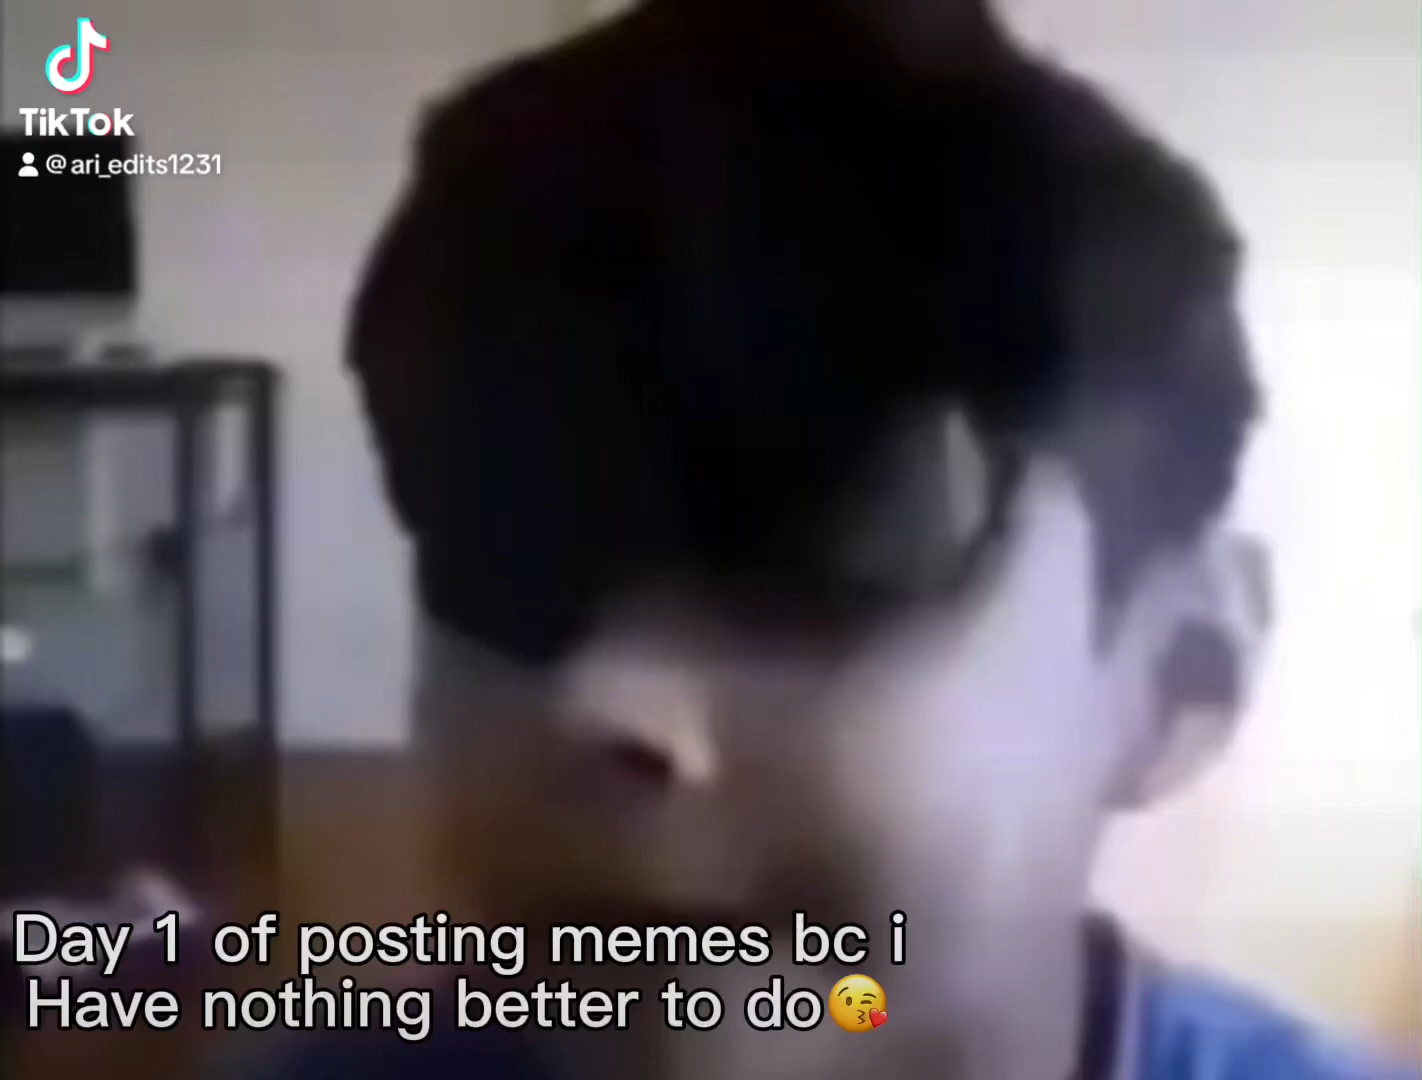 TikTok
@ari_edits1231
Day 1 of posting memes bc i
Have nothing better to do😘